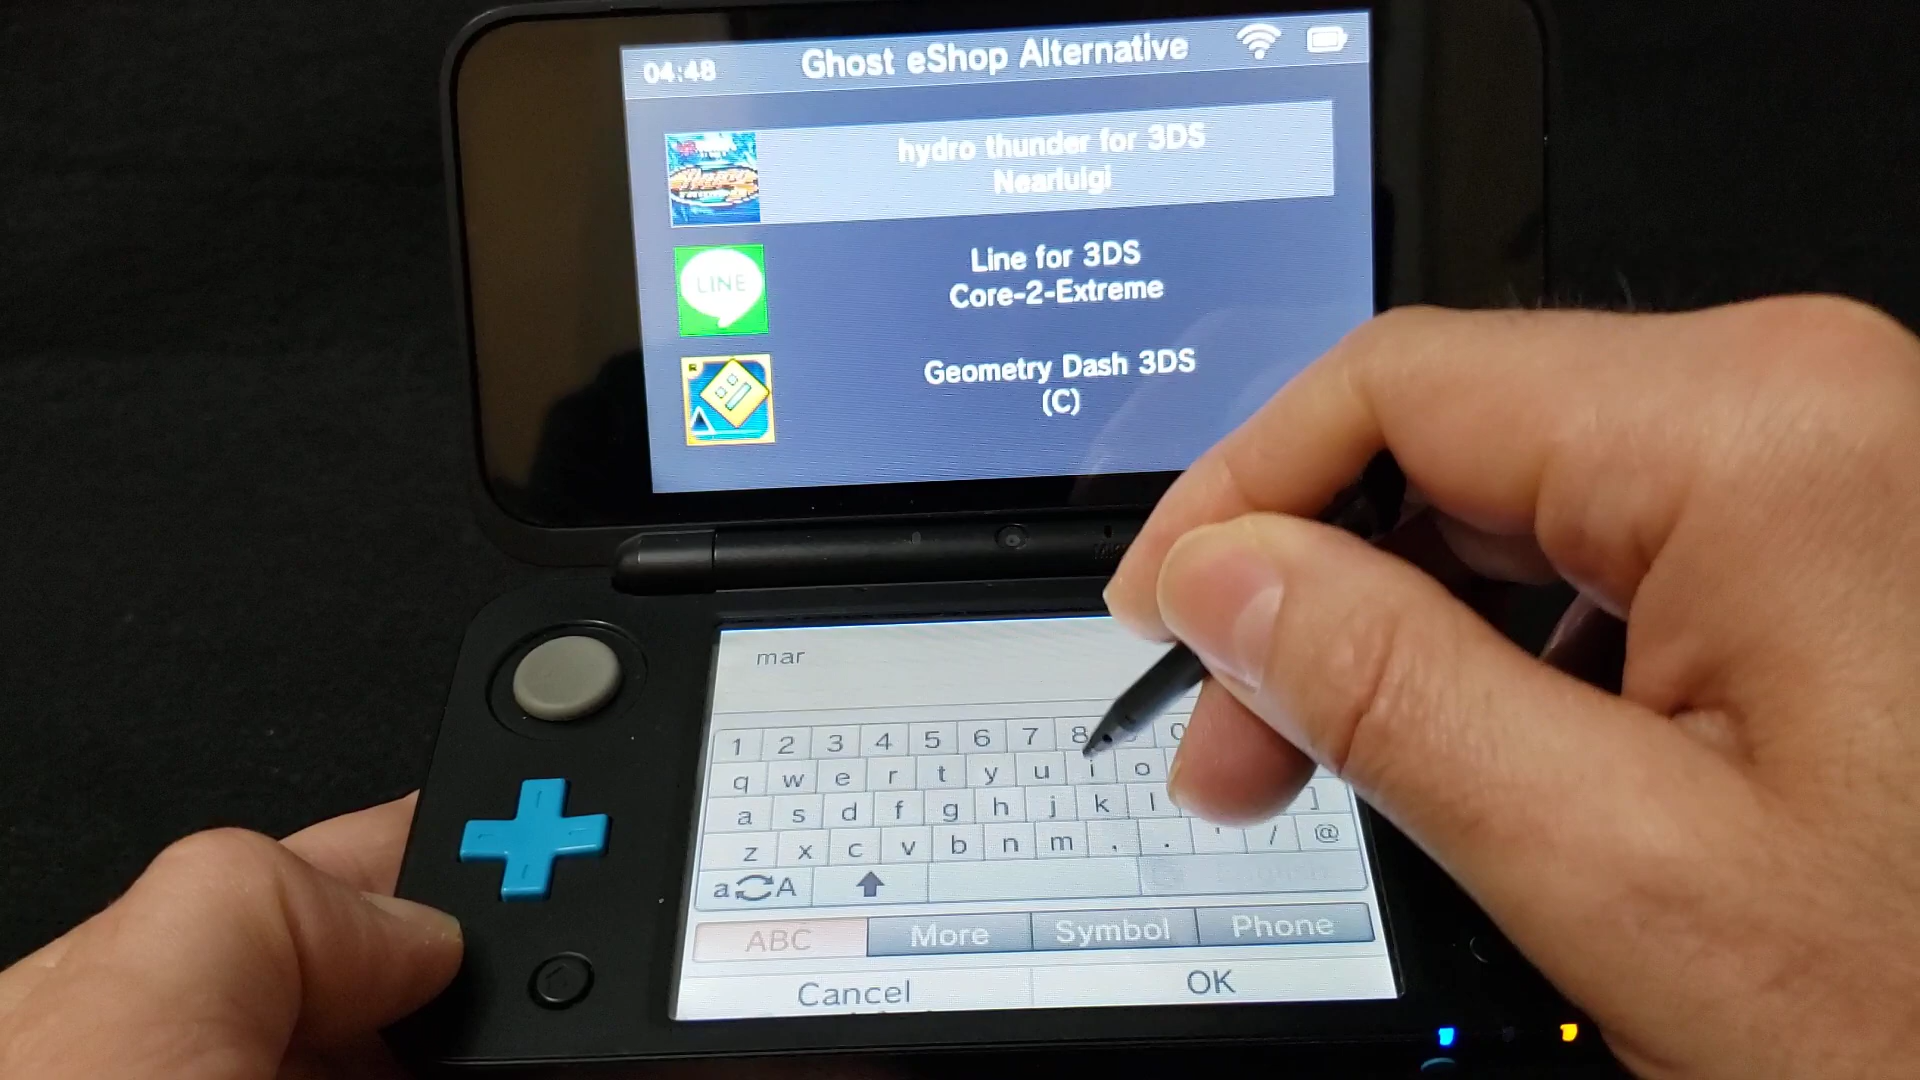 04:48 Ghost eShop Alternative
hydro thunder for 3DS
Nearluigi
LINE
Line for 3DS
Core-2-Extreme
Geometry Dash 3DS
(C)
mar
1 2 3 4 5 6 7 8 0
q w e r t y u i o
a s d f g h j k l ]
z x c v b n m , . ' / @
a A
ABC More Symbol Phone
Cancel OK